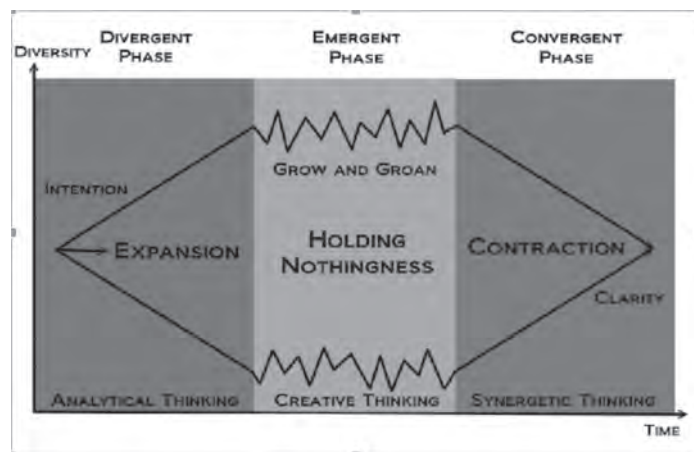 DIVERGENT PHASE
EMERGENT PHASE
CONVERGENT PHASE
DIVERSITY
INTENTION
EXPANSION
GROW AND GROAN
HOLDING
NOTHINGNESS
CONTRACTION
CLARITY
ANALYTICAL THINKING
CREATIVE THINKING
SYNERGETIC THINKING
TIME